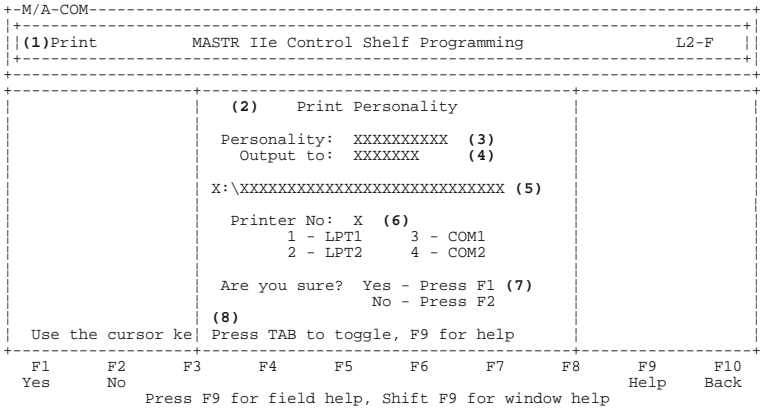 M/A-COM
(1)Print MASTR IIe Control Shelf Programming L2-F
(2) Print Personality
Personality: XXXXXXXXXX (3)
Output to: XXXXXXX (4)
X:\XXXXXXXXXXXXXXXXXXXXXXXXXXXX (5)
Printer No: X (6)
1 - LPT1 3 - COM1
2 - LPT2 4 - COM2
Are you sure? Yes - Press F1 (7)
No - Press F2
(8)
Use the cursor ke Press TAB to toggle, F9 for help
F1 F2 F3 F4 F5 F6 F7 F8 F9 F10
Yes No Help Back
Press F9 for field help, Shift F9 for window help